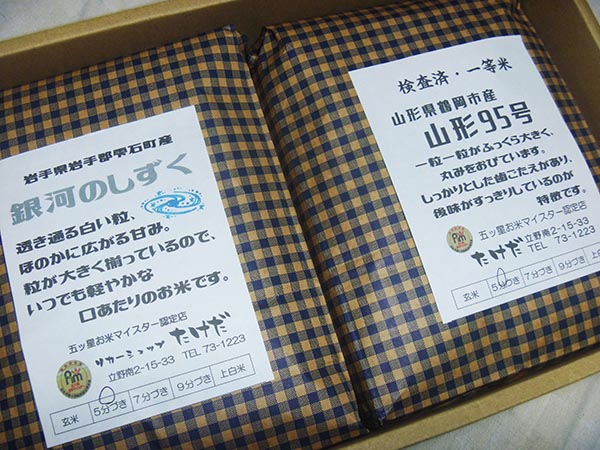 岩手県岩手郡雫石町産
銀河のしずく
透き通る白い粒、
ほのかに広がる甘み。
粒が大きく揃っているので、
いつでも軽やかな
口あたりのお米です。
五ッ星お米マイスター認定店
リカーショップ たけだ
立野南2-15-33 TEL 73-1223
玄米 5分づき 7分づき 9分づき 上白米
検査済・一等米
山形県鶴岡市産
山形95号
一粒一粒がふっくら大きく、
丸みをおびています。
しっかりとした歯ごたえがあり、
後味がすっきりしているのが
特徴です。
五ッ星お米マイスター認定店
たけだ 立野南2-15-33
TEL 73-1223
玄米 5分づき 7分づき 9分づき 上白